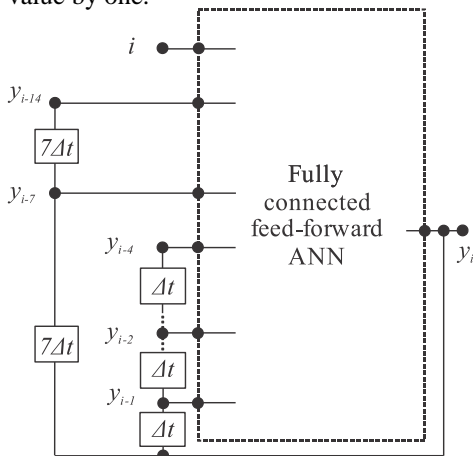 value by one.
i
y_{i-14}
7Δt
y_{i-7}
Fully
connected
feed-forward
ANN
y_{i-4}
y_i
Δt
7Δt
y_{i-2}
Δt
y_{i-1}
Δt